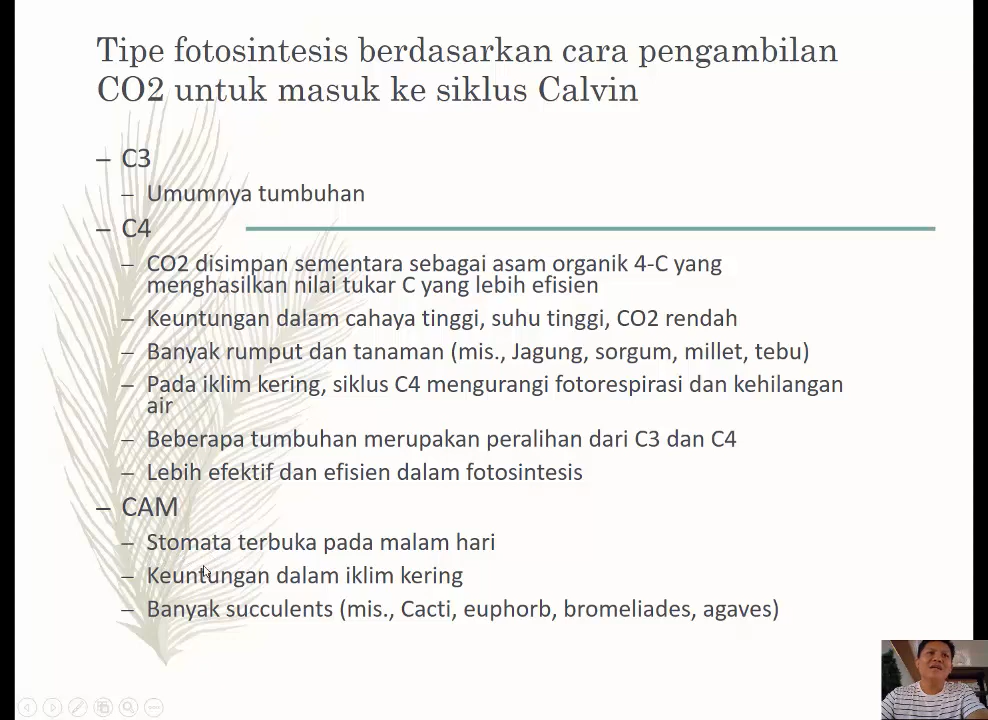 Tipe fotosintesis berdasarkan cara pengambilan
CO2 untuk masuk ke siklus Calvin
– C3
– Umumnya tumbuhan
– C4
– CO2 disimpan sementara sebagai asam organik 4-C yang
menghasilkan nilai tukar C yang lebih efisien
– Keuntungan dalam cahaya tinggi, suhu tinggi, CO2 rendah
– Banyak rumput dan tanaman (mis., Jagung, sorgum, millet, tebu)
– Pada iklim kering, siklus C4 mengurangi fotorespirasi dan kehilangan
air
– Beberapa tumbuhan merupakan peralihan dari C3 dan C4
– Lebih efektif dan efisien dalam fotosintesis
– CAM
– Stomata terbuka pada malam hari
– Keuntungan dalam iklim kering
– Banyak succulents (mis., Cacti, euphorb, bromeliades, agaves)